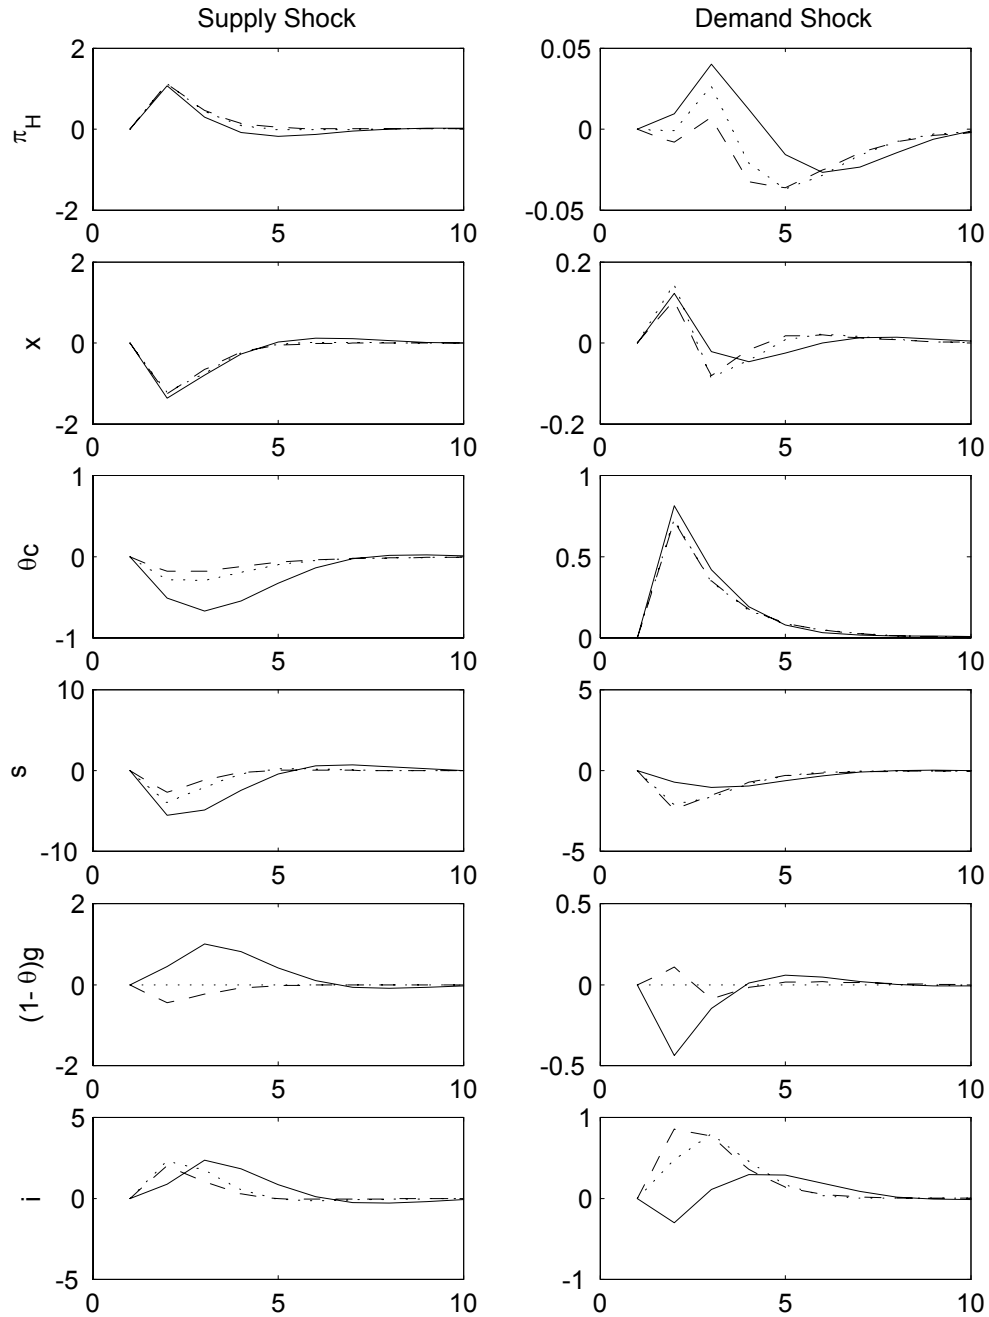 Supply Shock Demand Shock
2 0.05
π_H 0 0
-2 -0.05
0 5 10 0 5 10
2 0.2
x 0 0
-2 -0.2
0 5 10 0 5 10
1 1
θc 0 0.5
-1 0
0 5 10 0 5 10
10 5
s 0 0
-10 -5
0 5 10 0 5 10
2 0.5
(1- θ)g 0 0
-2 -0.5
0 5 10 0 5 10
5 1
i 0 0
-5 -1
0 5 10 0 5 10